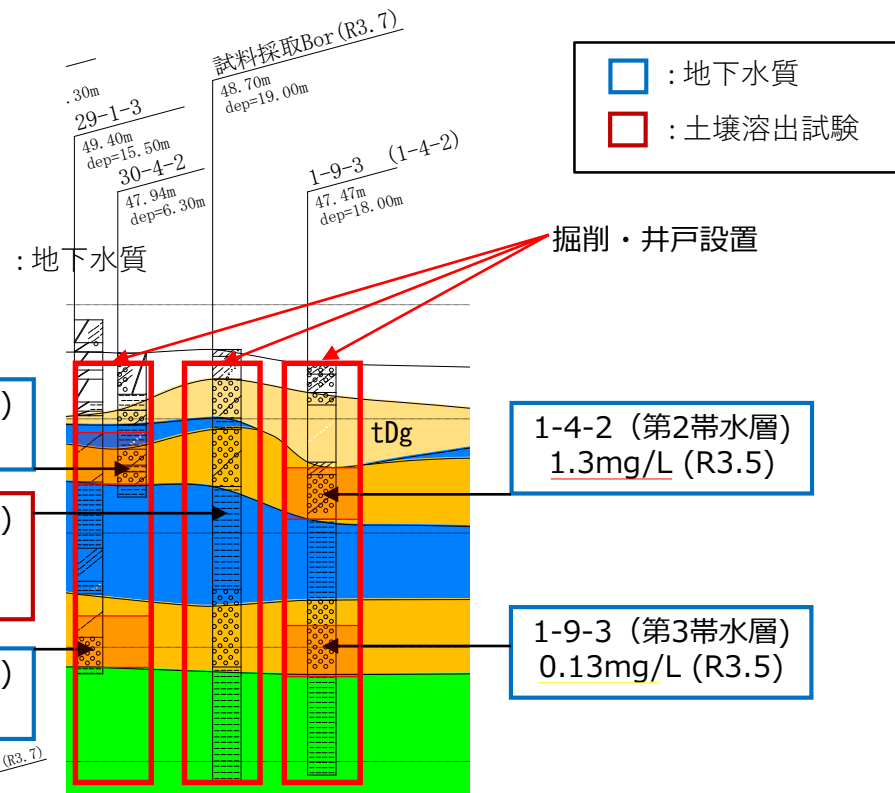 試料採取Bor(R3.7)
48.70m
dep=19.00m
.30m
29-1-3
49.40m
dep=15.50m
30-4-2
47.94m
dep=6.30m
1-9-3 (1-4-2)
47.47m
dep=18.00m
:地下水質
:土壌溶出試験
掘削・井戸設置
:地下水質
)
tDg
1-4-2(第2帯水層)
1.3mg/L (R3.5)
)
1-9-3(第3帯水層)
0.13mg/L (R3.5)
)
(R3.7)